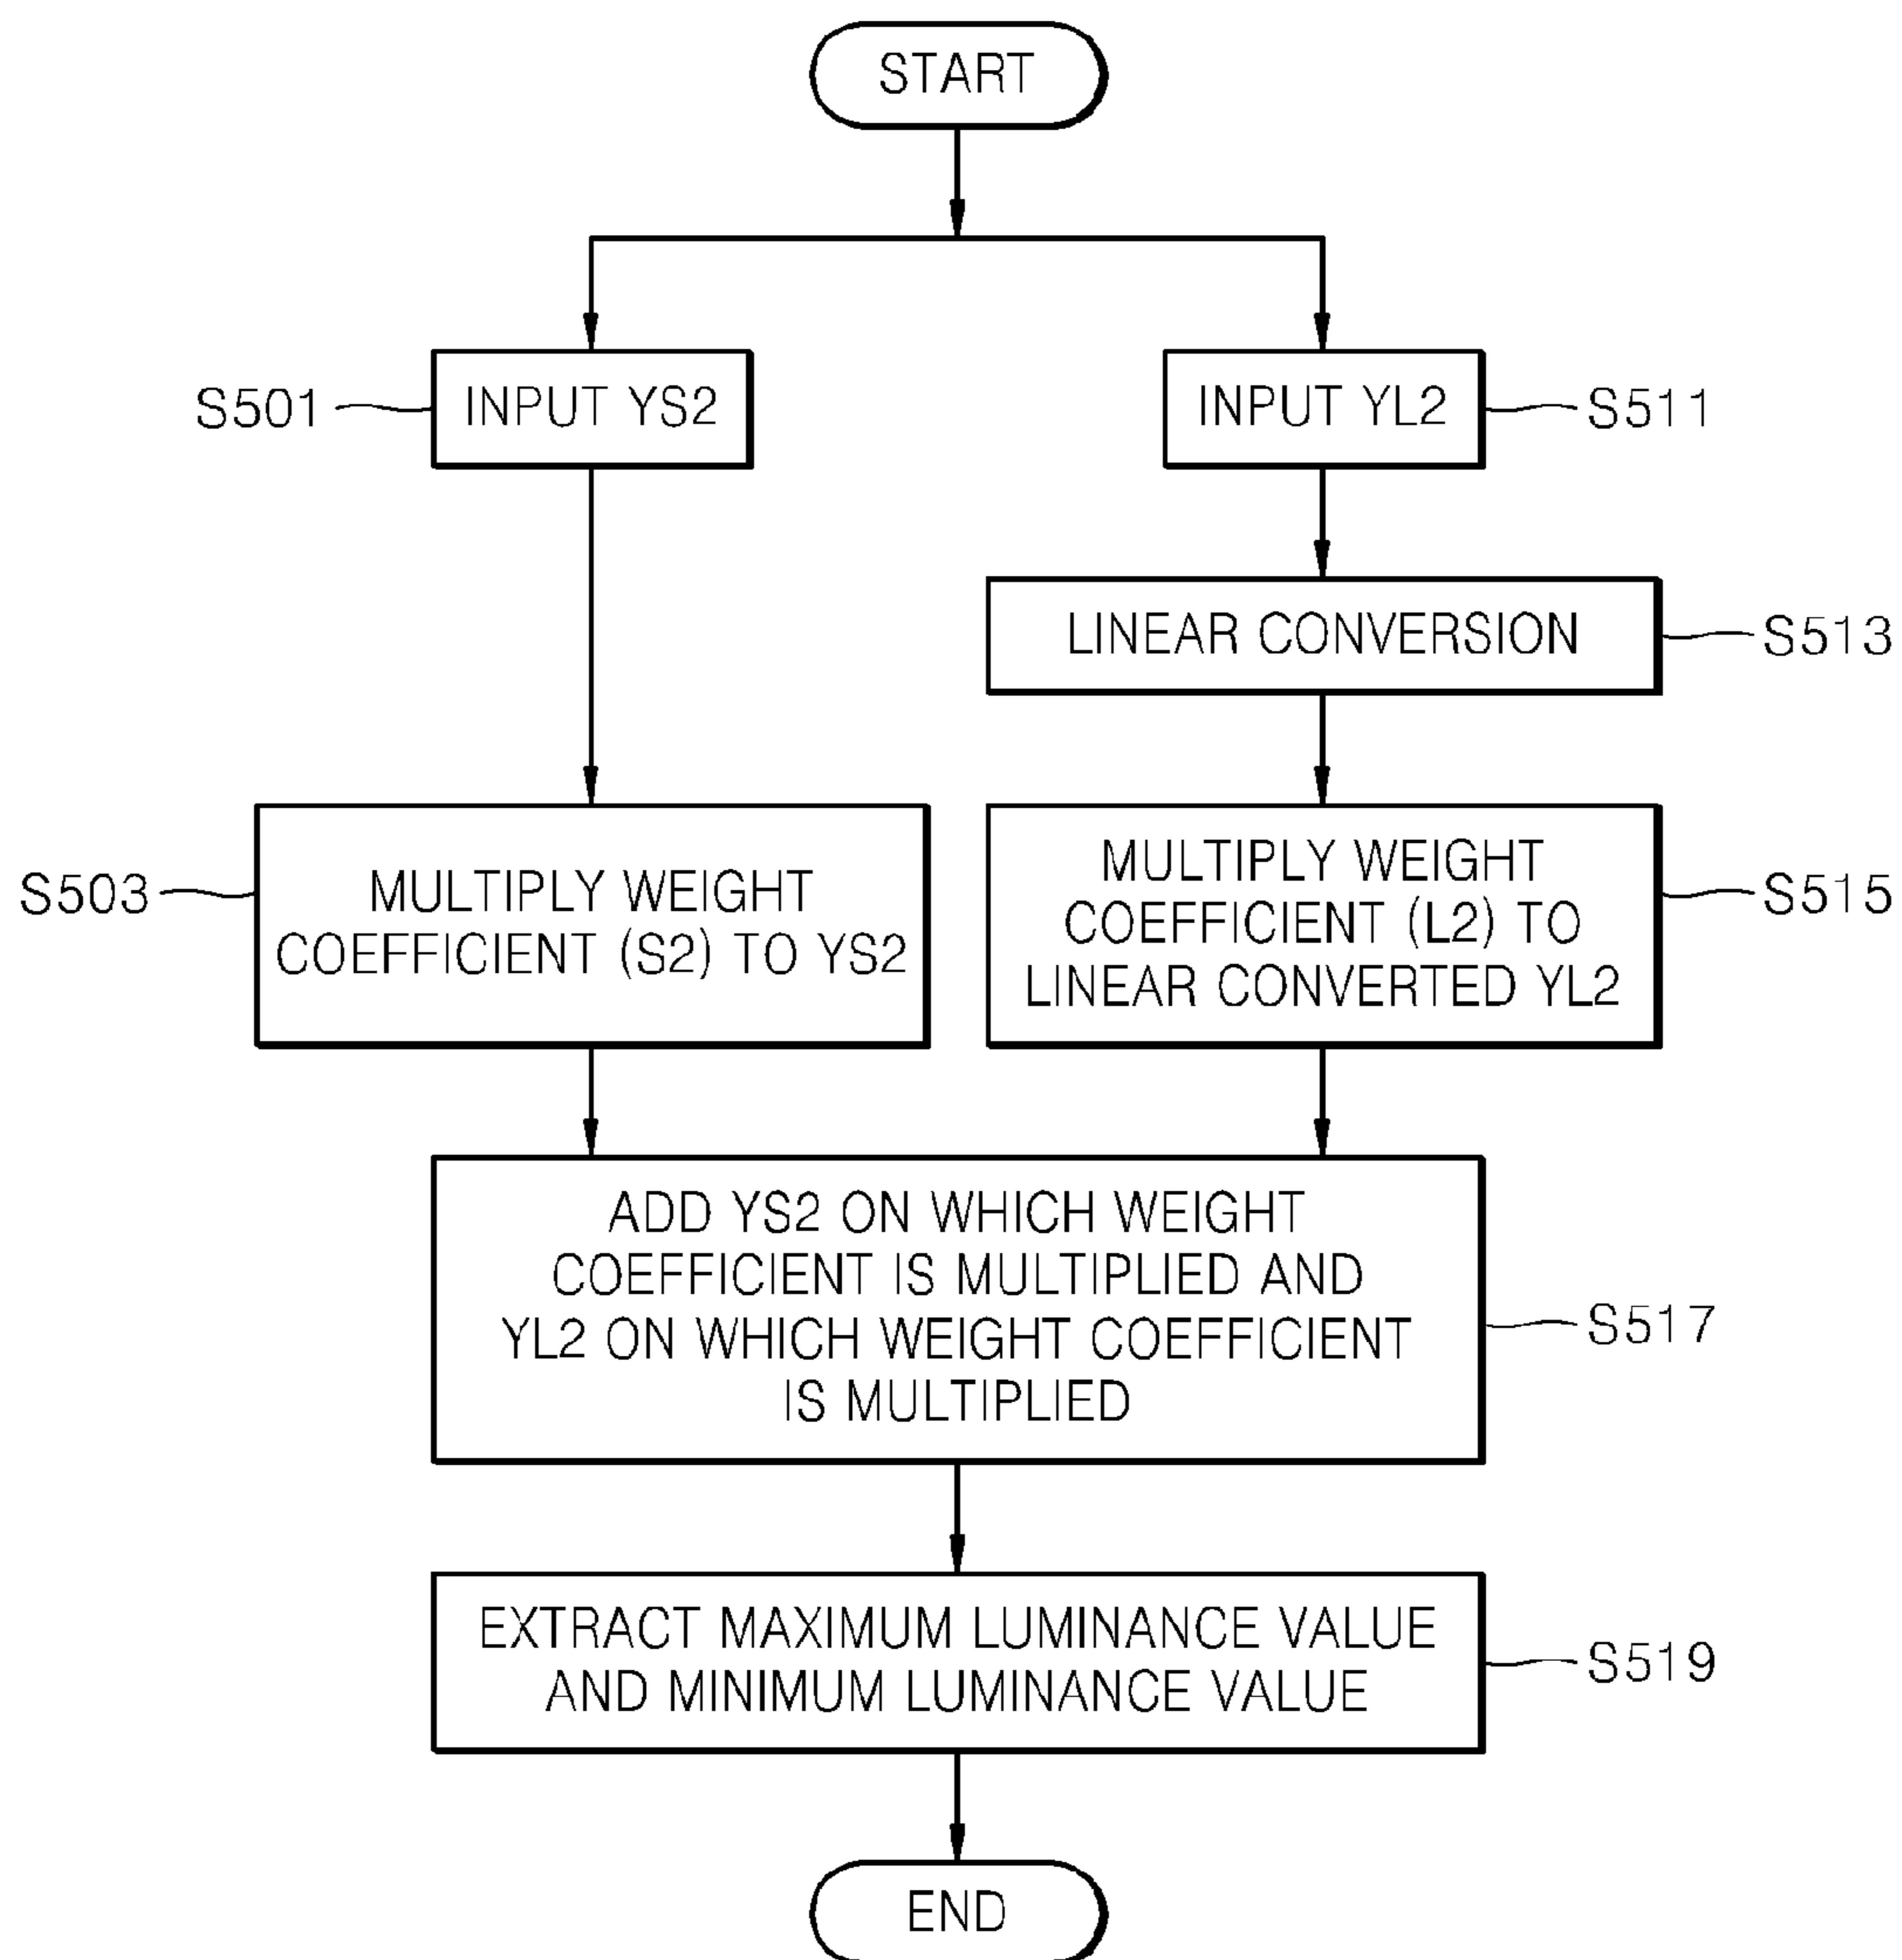 START
S501
INPUT YS2
INPUT YL2
S511
LINEAR CONVERSION
S513
S503
MULTIPLY WEIGHT
COEFFICIENT (S2) TO YS2
MULTIPLY WEIGHT
COEFFICIENT (L2) TO
LINEAR CONVERTED YL2
S515
ADD YS2 ON WHICH WEIGHT
COEFFICIENT IS MULTIPLIED AND
YL2 ON WHICH WEIGHT COEFFICIENT
IS MULTIPLIED
S517
EXTRACT MAXIMUM LUMINANCE VALUE
AND MINIMUM LUMINANCE VALUE
S519
END